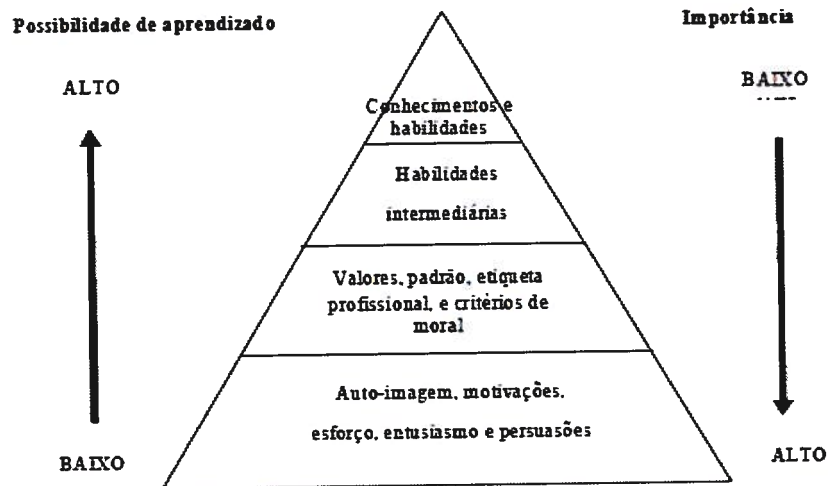 Possibilidade de aprendizado
Importância
ALTO
BAIXO
Conhecimentos e
habilidades
Habilidades
intermediárias
Valores, padrão, etiqueta
profissional, e critérios de
moral
Auto-imagem, motivações,
esforço, entusiasmo e persuasões
BAIXO
ALTO